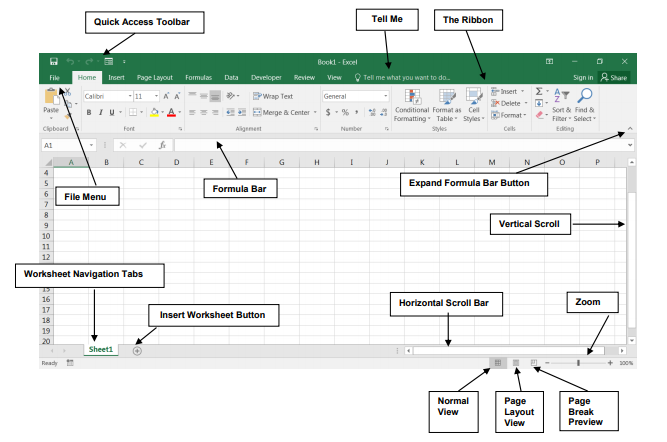 Quick Access Toolbar
Tell Me
The Ribbon
Book1 - Excel
File Home Insert Page Layout Formulas Data Developer Review View Tell me what you want to do... Sign in Share
Paste
Calibri 11
B I U
A A
Wrap Text
Merge & Center
General
$ % ,
Conditional Formatting
Format as Table
Cell Styles
Insert
Delete
Format
Sort & Filter
Find & Select
Clipboard Font Alignment Number Styles Cells Editing
A1 fx
A B C D E F G H I J K L M N O P
4
5
6
7
8
9
10
11
12
15
16
17
18
19
20
File Menu
Formula Bar
Expand Formula Bar Button
Vertical Scroll
Worksheet Navigation Tabs
Insert Worksheet Button
Horizontal Scroll Bar
Zoom
Sheet1
Ready 100%
Normal
View
Page
Layout
View
Page
Break
Preview